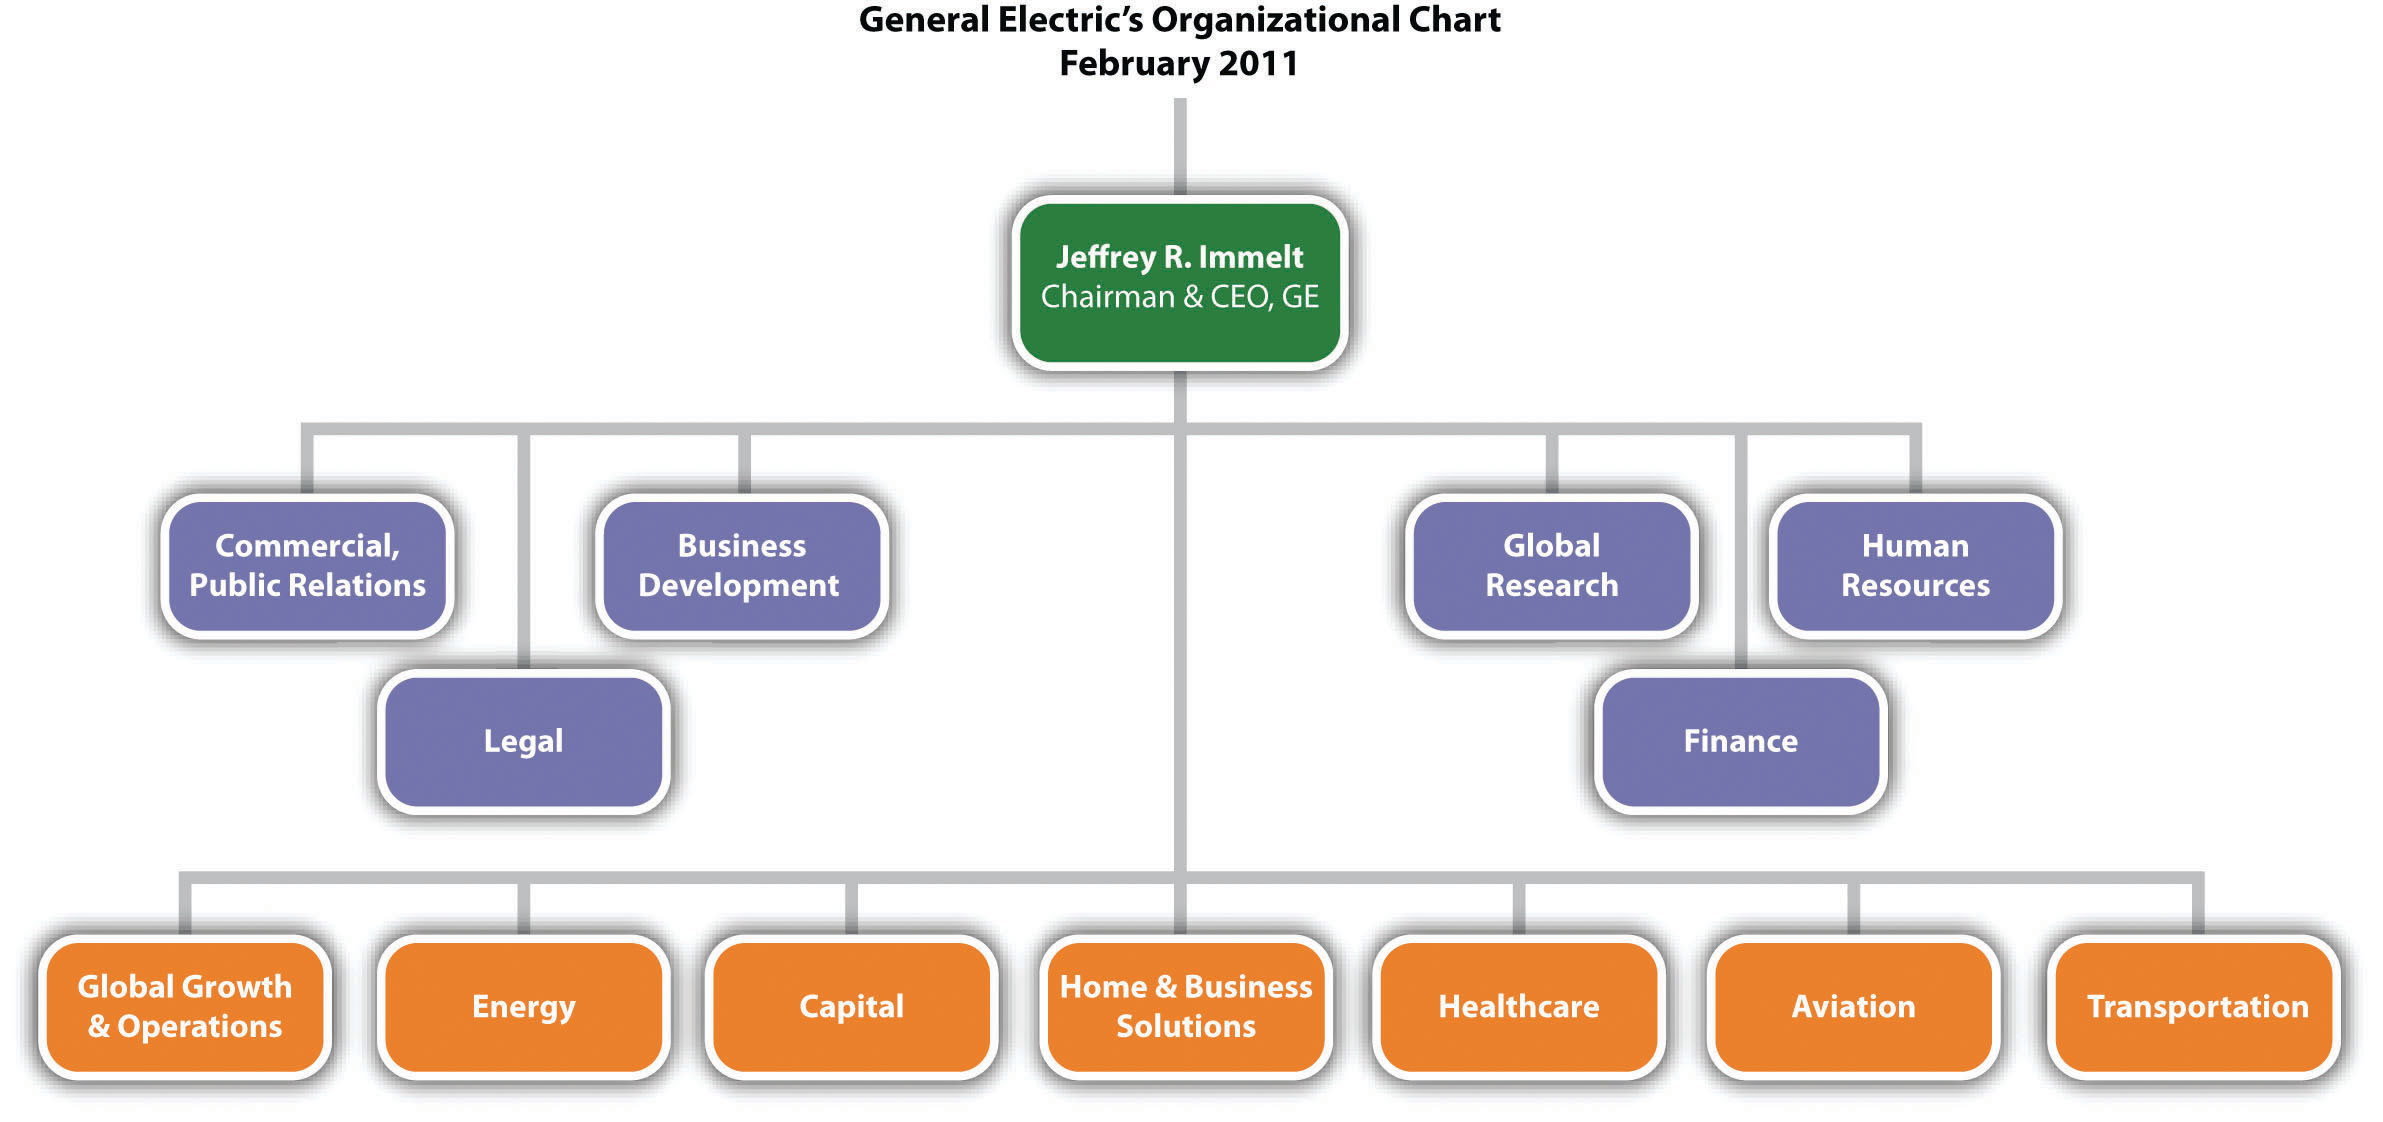 General Electric’s Organizational Chart
February 2011
Jeffrey R. Immelt
Chairman & CEO, GE
Commercial,
Public Relations
Business
Development
Global
Research
Human
Resources
Legal
Finance
Global Growth
& Operations
Energy
Capital
Home & Business
Solutions
Healthcare
Aviation
Transportation